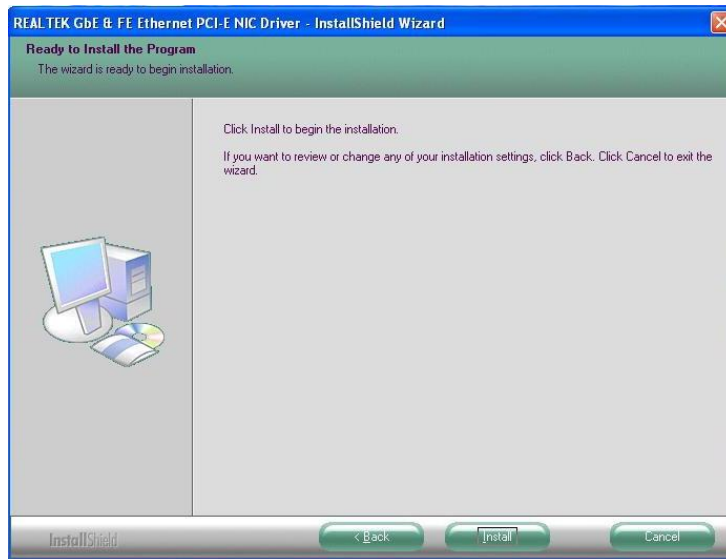 REALTEK GbE & FE Ethernet PCI-E NIC Driver - InstallShield Wizard
Ready to Install the Program
The wizard is ready to begin installation.
Click Install to begin the installation.
If you want to review or change any of your installation settings, click Back. Click Cancel to exit the
wizard.
InstallShield
< Back
Install
Cancel